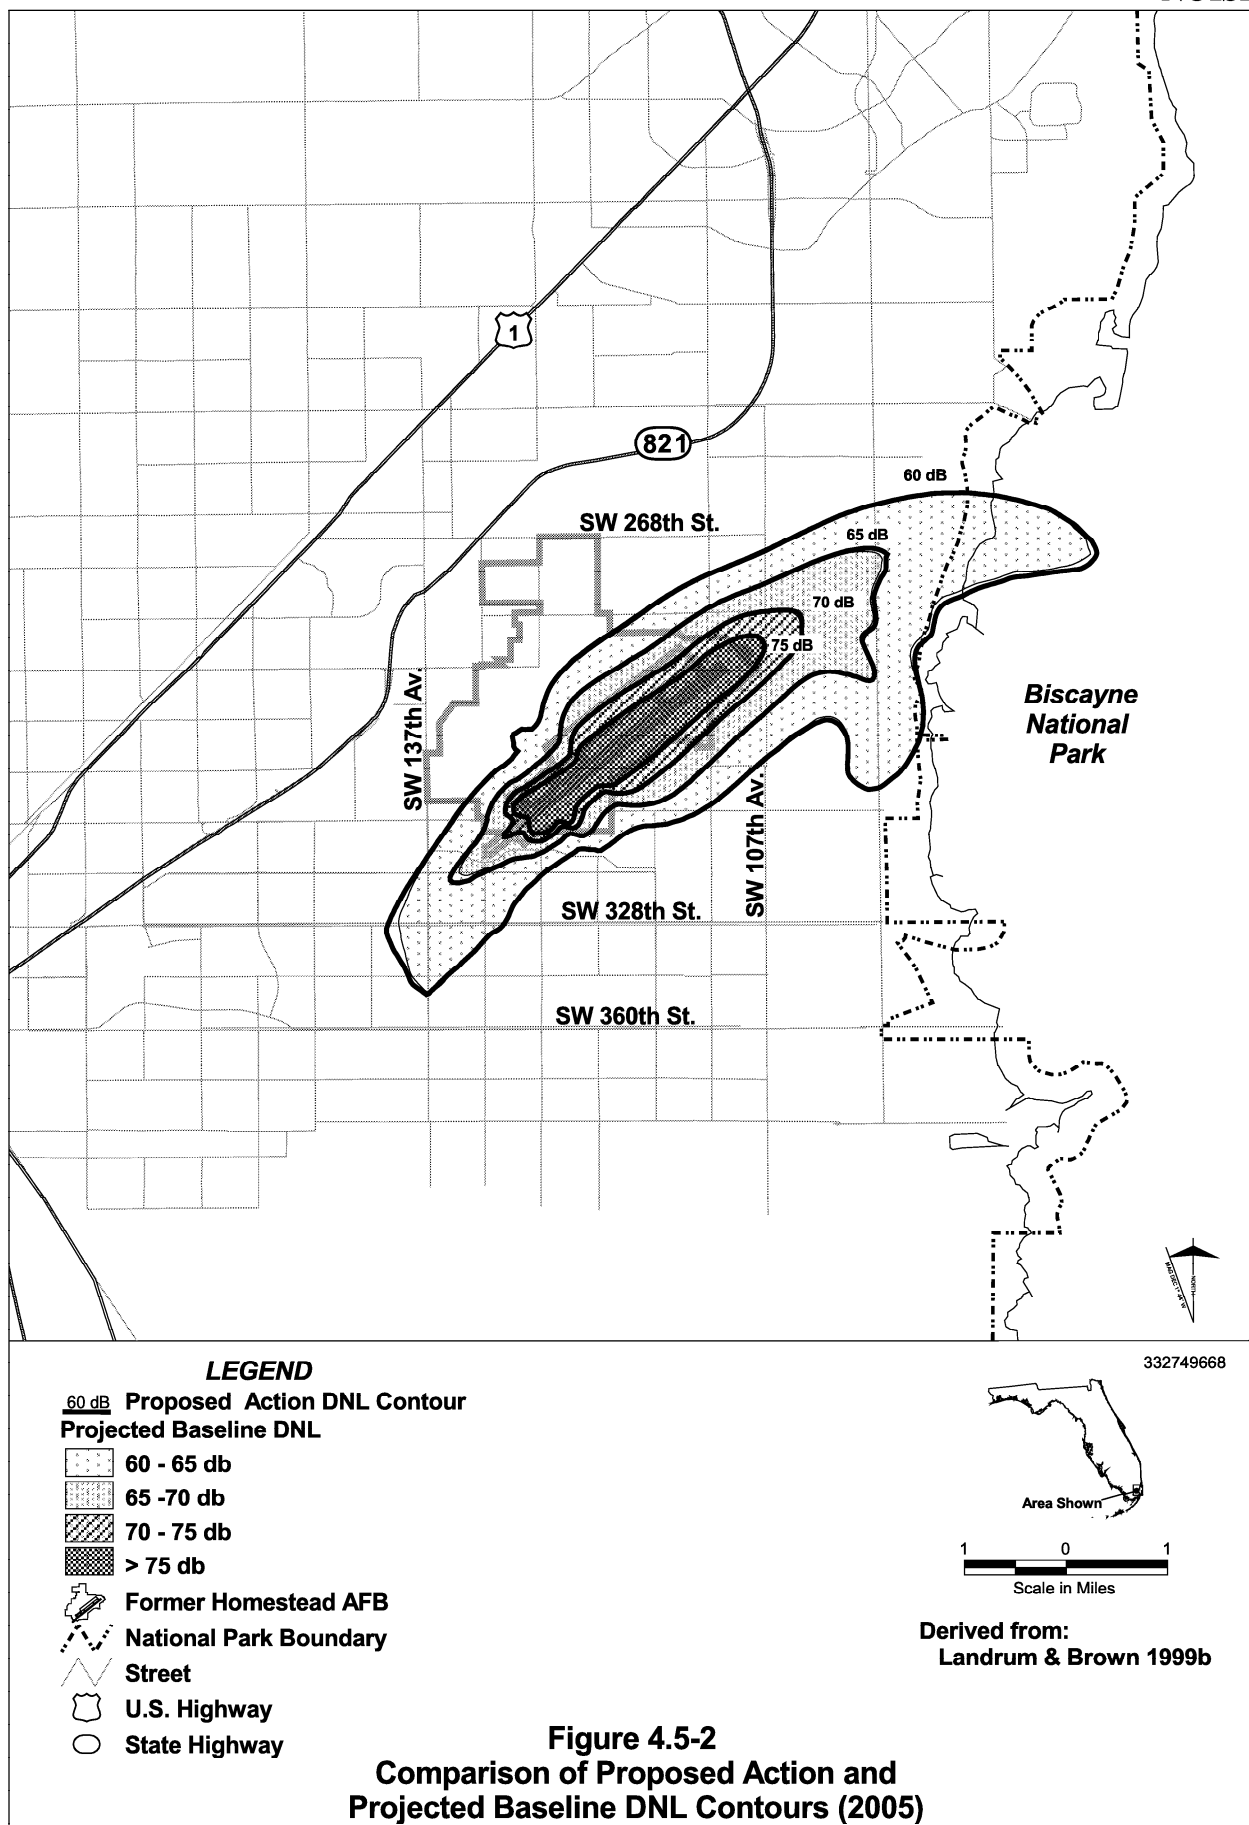 1
821
60 dB
SW 268th St.
65 dB
70 dB
75 dB
SW 137th Av.
Biscayne
National
Park
SW 107th Av.
SW 328th St.
SW 360th St.
NORTH
LEGEND
332749668
60 dB Proposed Action DNL Contour
Projected Baseline DNL
60 - 65 db
65 -70 db
70 - 75 db
> 75 db
Area Shown
1 0 1
Scale in Miles
Former Homestead AFB
National Park Boundary
Street
U.S. Highway
State Highway
Derived from:
Landrum & Brown 1999b
Figure 4.5-2
Comparison of Proposed Action and
Projected Baseline DNL Contours (2005)